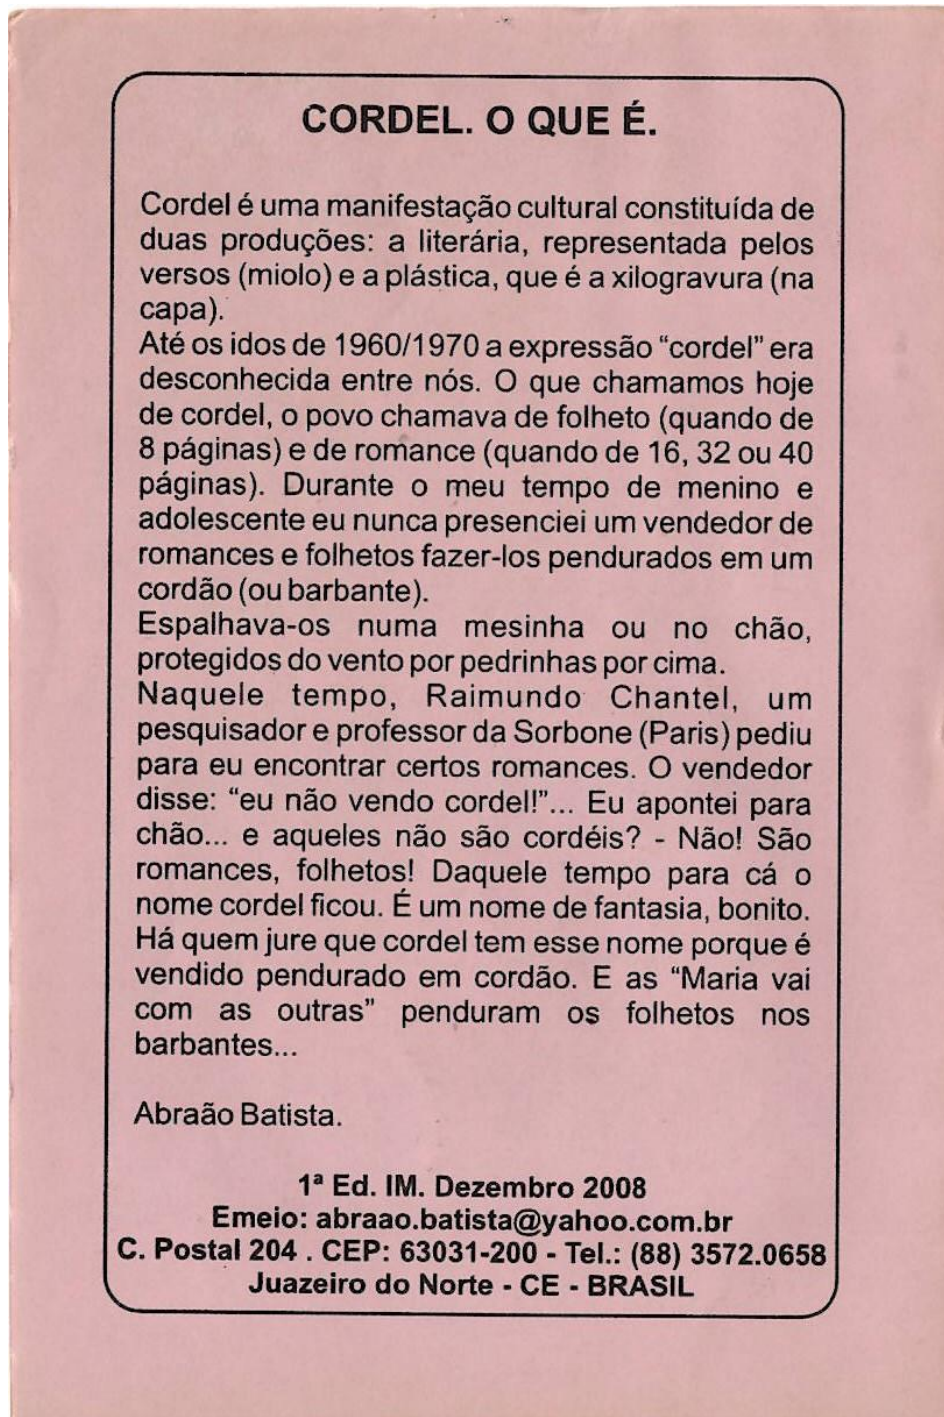 CORDEL. O QUE É.
Cordel é uma manifestação cultural constituída de
duas produções: a literária, representada pelos
versos (miolo) e a plástica, que é a xilogravura (na
capa).
Até os idos de 1960/1970 a expressão “cordel” era
desconhecida entre nós. O que chamamos hoje
de cordel, o povo chamava de folheto (quando de
8 páginas) e de romance (quando de 16, 32 ou 40
páginas). Durante o meu tempo de menino e
adolescente eu nunca presenciei um vendedor de
romances e folhetos fazer-los pendurados em um
cordão (ou barbante).
Espalhava-os numa mesinha ou no chão,
protegidos do vento por pedrinhas por cima.
Naquele tempo, Raimundo Chantel, um
pesquisador e professor da Sorbone (Paris) pediu
para eu encontrar certos romances. O vendedor
disse: “eu não vendo cordel!”... Eu apontei para
chão... e aqueles não são cordéis? - Não! São
romances, folhetos! Daquele tempo para cá o
nome cordel ficou. É um nome de fantasia, bonito.
Há quem jure que cordel tem esse nome porque é
vendido pendurado em cordão. E as “Maria vai
com as outras” penduram os folhetos nos
barbantes...
Abraão Batista.
1ª Ed. IM. Dezembro 2008
Emeio: abraao.batista@yahoo.com.br
C. Postal 204 . CEP: 63031-200 - Tel.: (88) 3572.0658
Juazeiro do Norte - CE - BRASIL